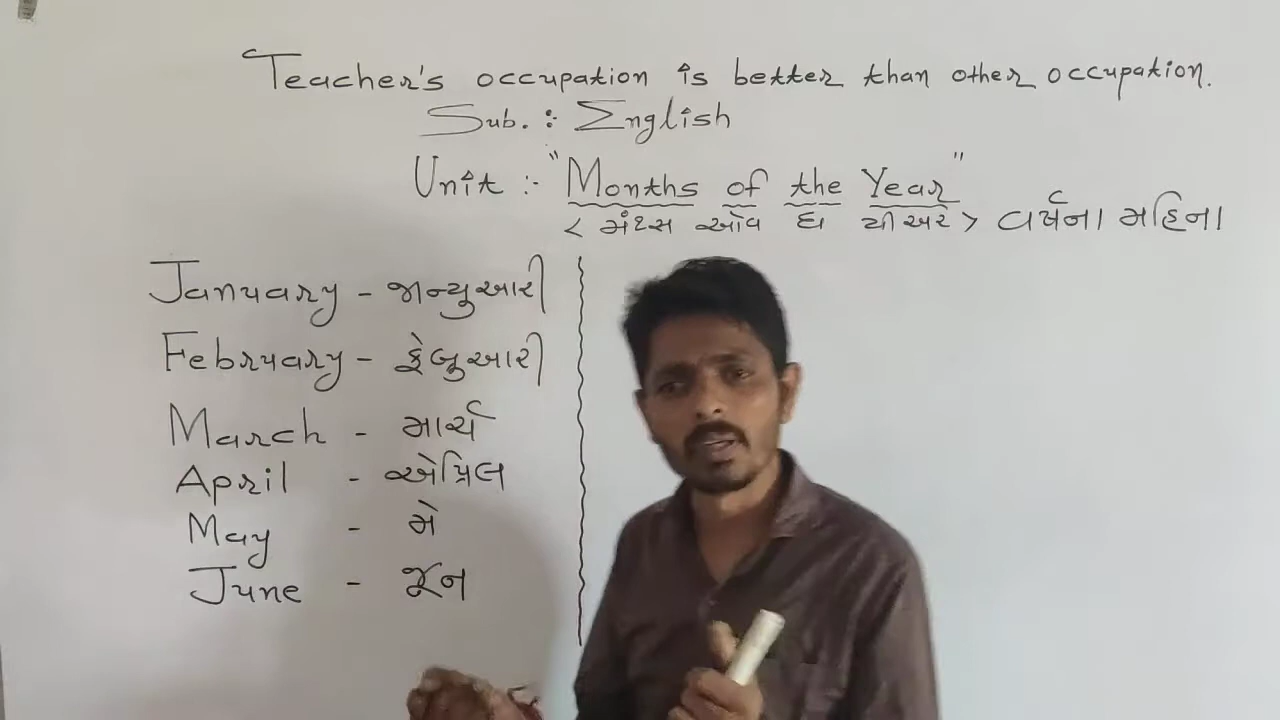 Teacher's occupation is better than other occupation.
Sub. : English
Unit :- "Months of the Year"
< મંથ્સ ઓવ ધ યીઅર > વર્ષના મહિના
January - જાન્યુઆરી
February - ફેબ્રુઆરી
March - માર્ચ
April - એપ્રિલ
May - મે
June - જૂન